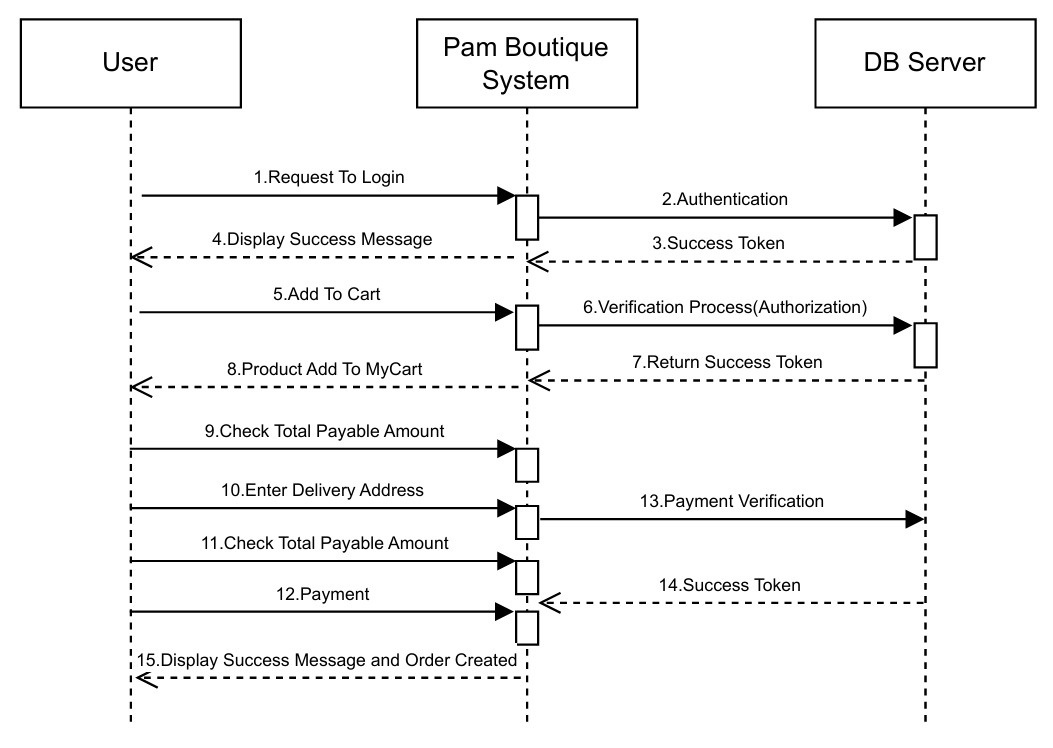 User
Pam Boutique
System
DB Server
1.Request To Login
2.Authentication
4.Display Success Message
3.Success Token
5.Add To Cart
6.Verification Process(Authorization)
8.Product Add To MyCart
7.Return Success Token
9.Check Total Payable Amount
10.Enter Delivery Address
13.Payment Verification
11.Check Total Payable Amount
12.Payment
14.Success Token
15.Display Success Message and Order Created